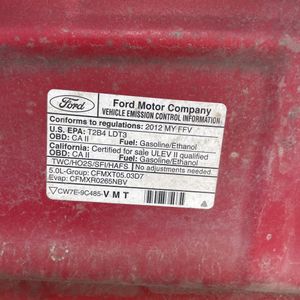 Ford
Ford Motor Company
VEHICLE EMISSION CONTROL INFORMATION
Conforms to regulations: 2012 MY FFV
U.S. EPA: T2B4 LDT3
OBD: CA II Fuel: Gasoline/Ethanol
California: Certified for sale ULEV II qualified
OBD: CA II Fuel: Gasoline/Ethanol
TWC/HO2S/SFI/HAFS No adjustments needed.
5.0L-Group: CFMXT05.03D7
Evap: CFMXR0265NBV
CW7E-9C485-VMT